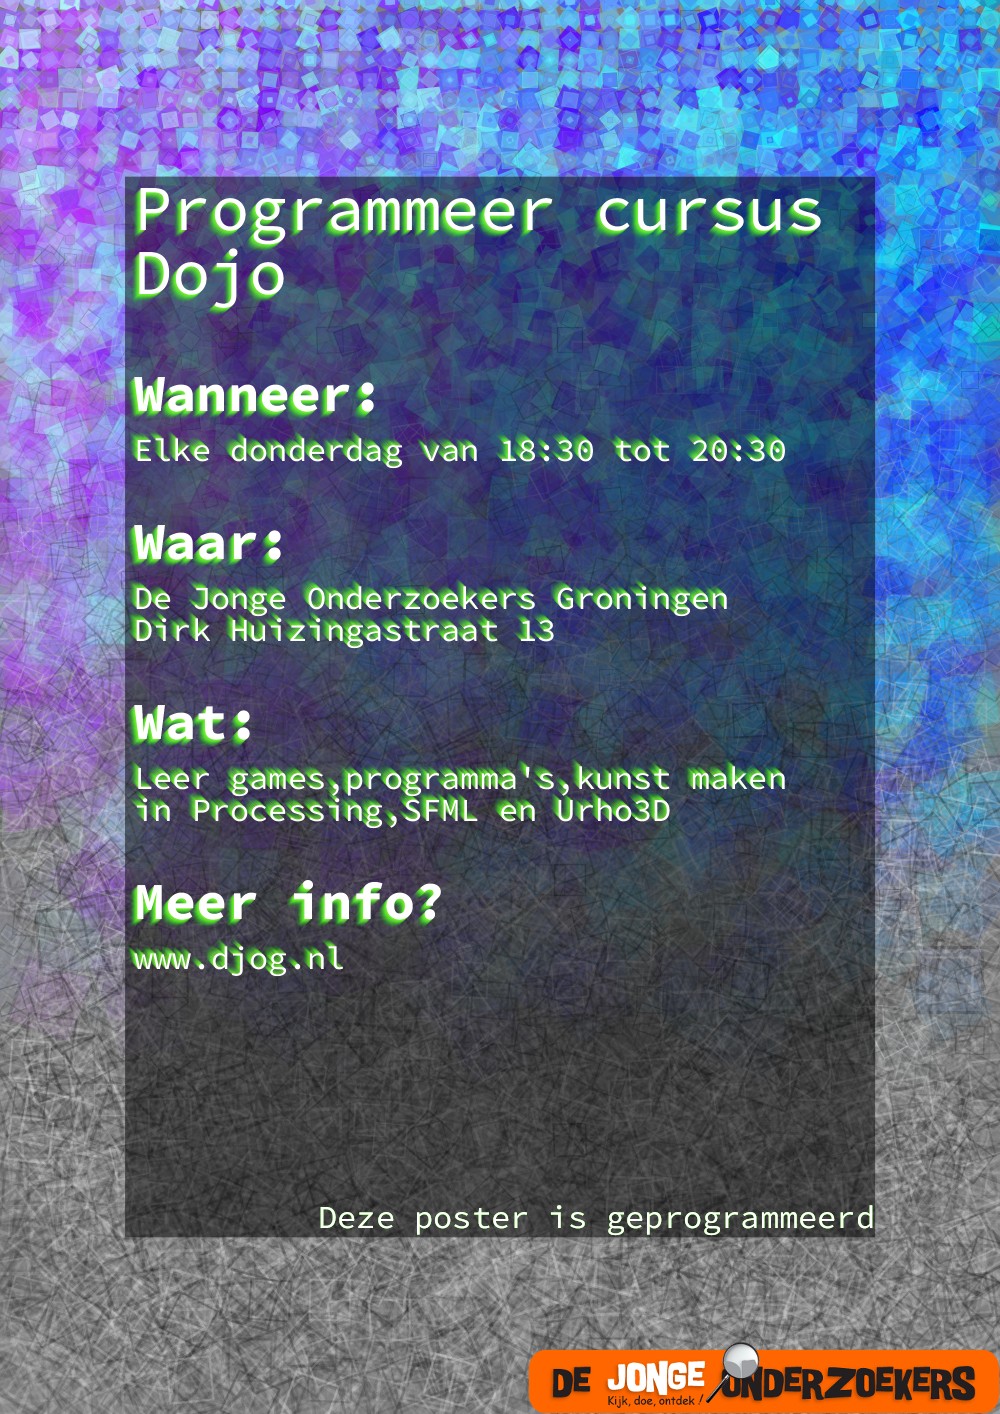 Programmeer cursus
Dojo
Wanneer:
Elke donderdag van 18:30 tot 20:30
Waar:
De Jonge Onderzoekers Groningen
Dirk Huizingastraat 13
Wat:
Leer games,programma's,kunst maken
in Processing,SFML en Urho3D
Meer info?
www.djog.nl
Deze poster is geprogrammeerd
DE JONGE ONDERZOEKERS
Kijk, doe, ontdek /